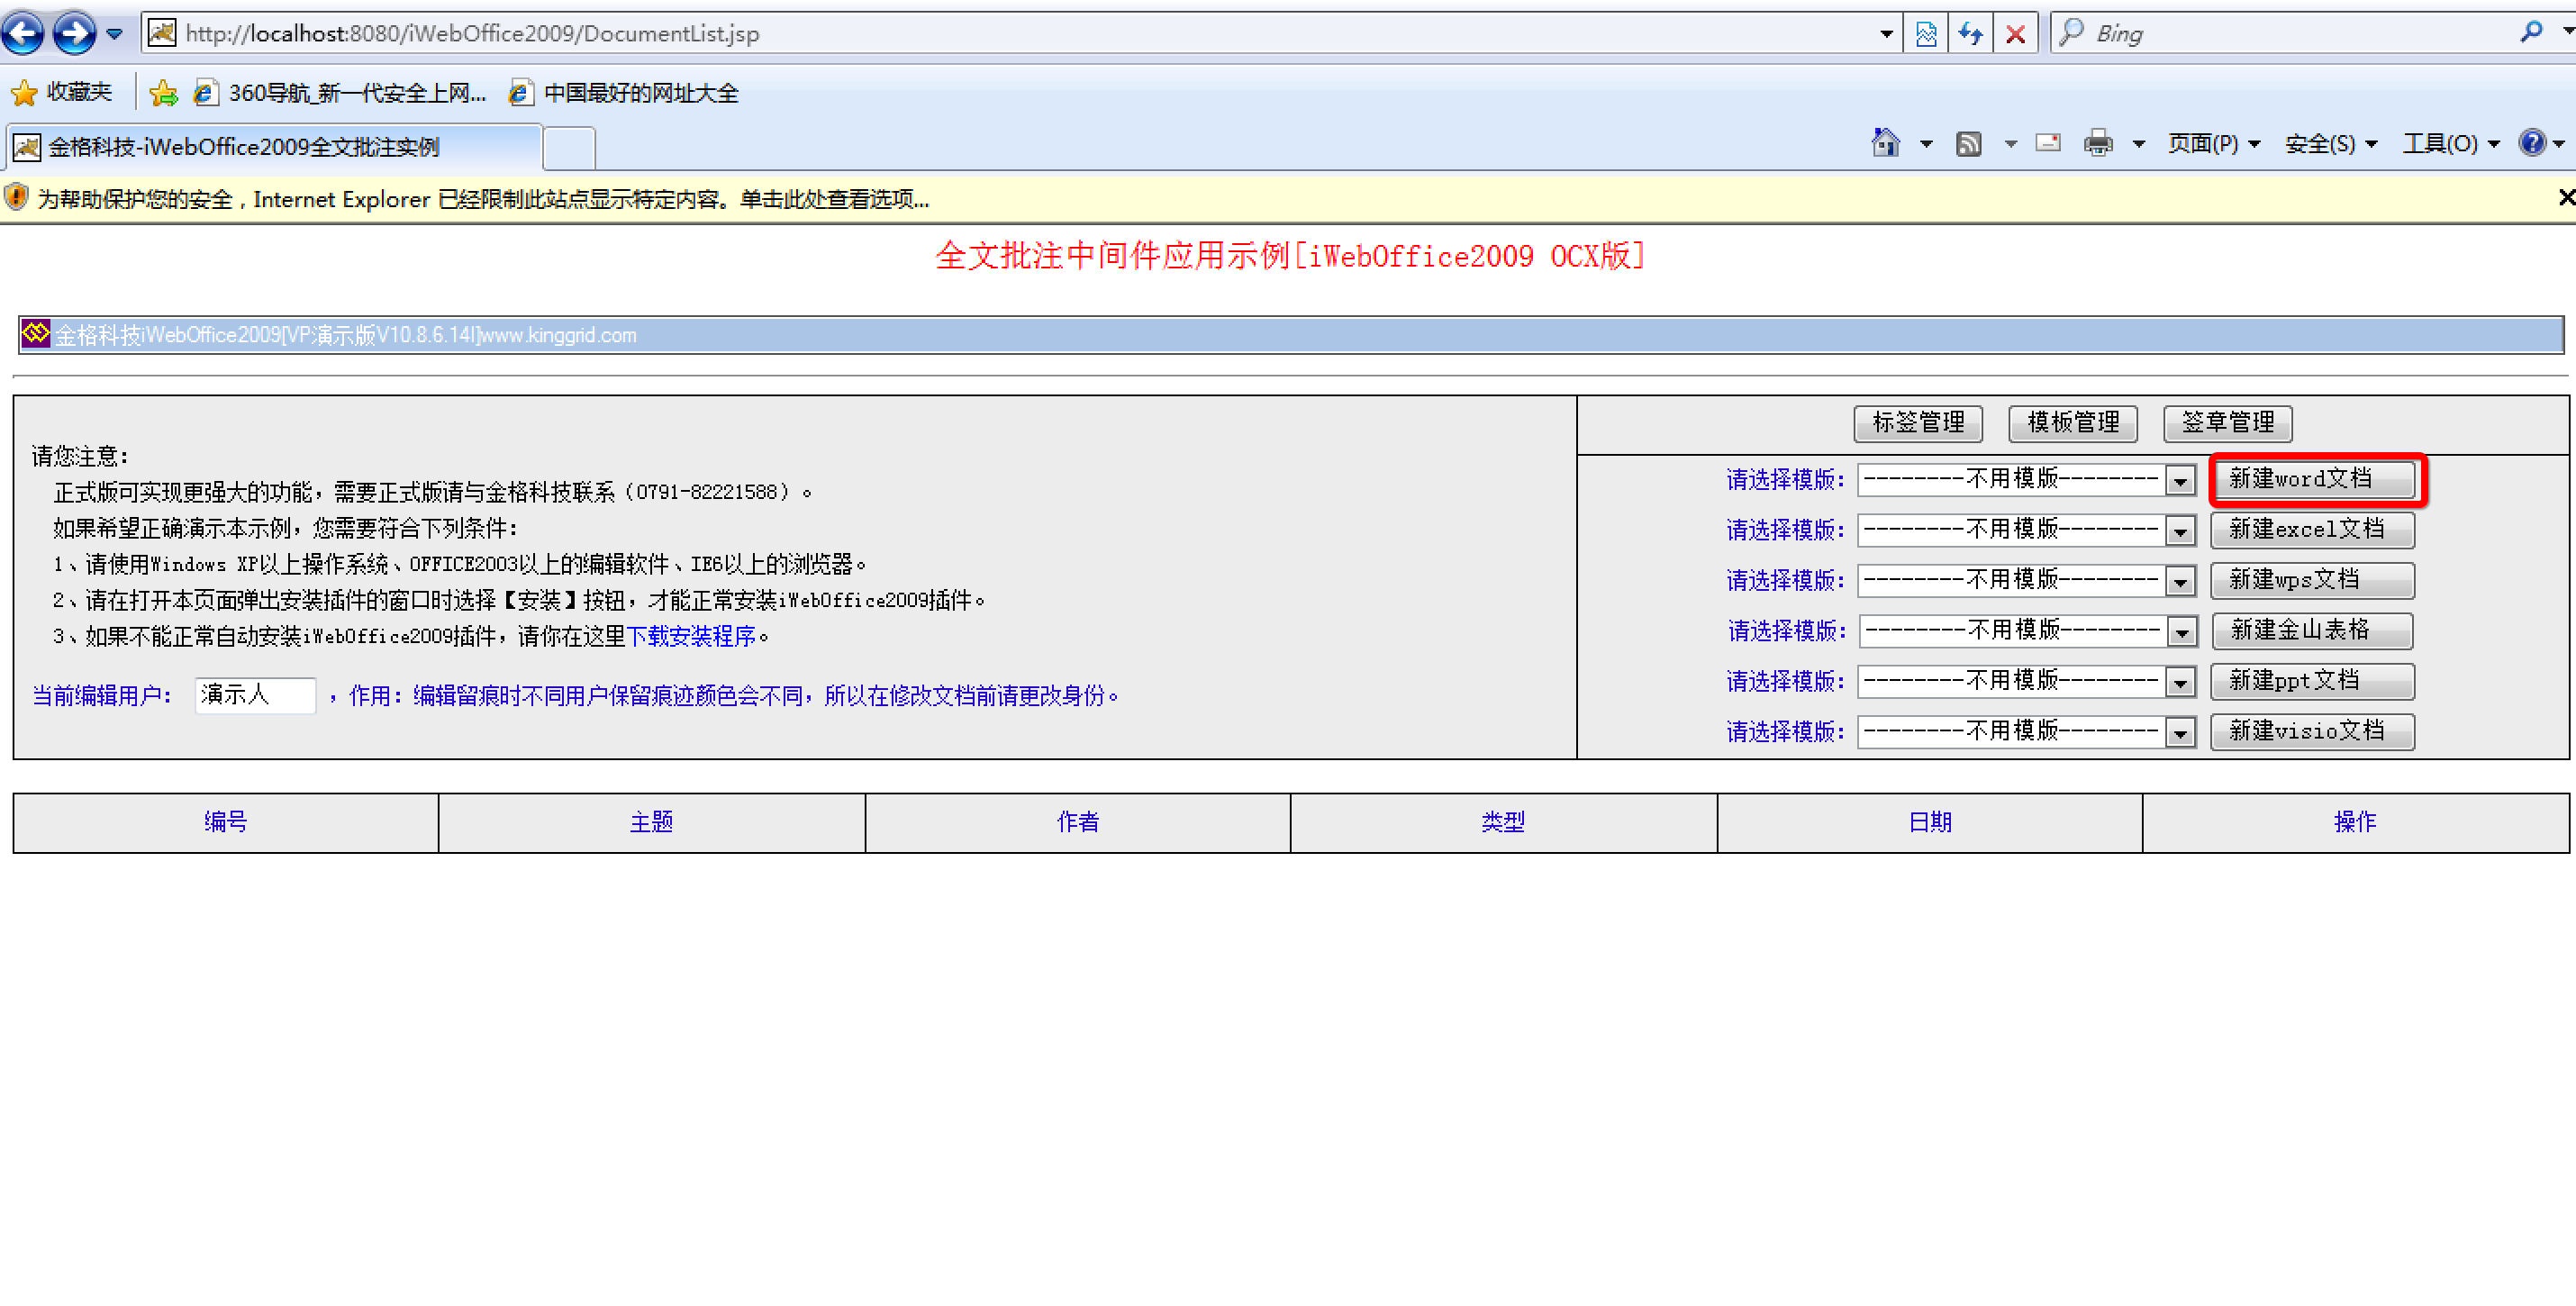 http://localhost:8080/iWebOffice2009/DocumentList.jsp
Bing
收藏夹
360导航_新一代安全上网...
中国最好的网址大全
金格科技-iWebOffice2009全文批注实例
页面(P)
安全(S)
工具(O)
为帮助保护您的安全，Internet Explorer 已经限制此站点显示特定内容。单击此处查看选项...
全文批注中间件应用示例[iWebOffice2009 OCX版]
金格科技iWebOffice2009[VP演示版V10.8.6.14I]www.kinggrid.com
请您注意：
正式版可实现更强大的功能，需要正式版请与金格科技联系（0791-82221588）。
如果希望正确演示本示例，您需要符合下列条件：
1、请使用Windows XP以上操作系统、OFFICE2003以上的编辑软件、IE6以上的浏览器。
2、请在打开本页面弹出安装插件的窗口时选择【安装】按钮，才能正常安装iWebOffice2009插件。
3、如果不能正常自动安装iWebOffice2009插件，请你在这里下载安装程序。
当前编辑用户： 演示人 ，作用：编辑留痕时不同用户保留痕迹颜色会不同，所以在修改文档前请更改身份。
标签管理 模板管理 签章管理
请选择模版： --------不用模版-------- 新建word文档
请选择模版： --------不用模版-------- 新建excel文档
请选择模版： --------不用模版-------- 新建wps文档
请选择模版： --------不用模版-------- 新建金山表格
请选择模版： --------不用模版-------- 新建ppt文档
请选择模版： --------不用模版-------- 新建visio文档
编号 主题 作者 类型 日期 操作